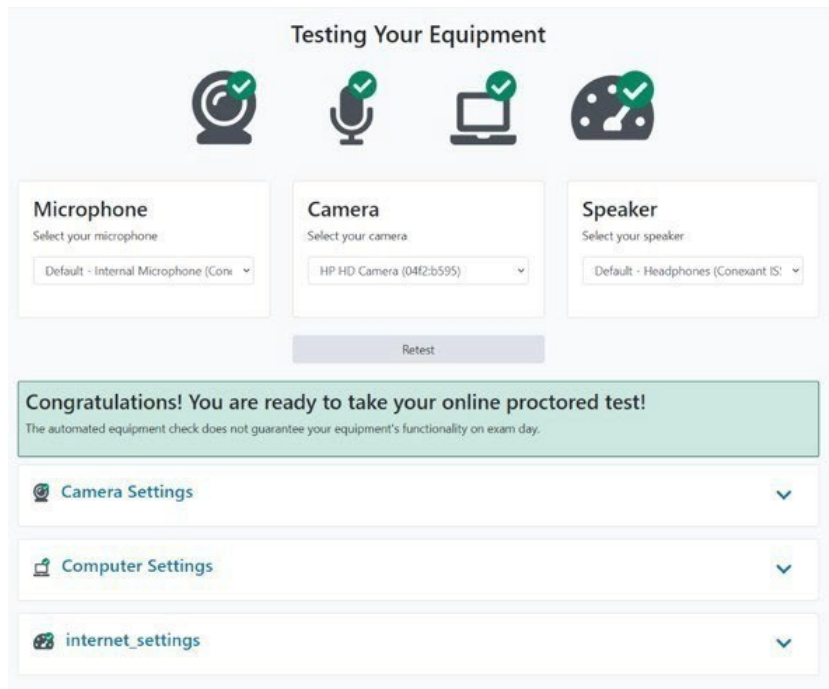 Testing Your Equipment
Microphone
Select your microphone
Default - Internal Microphone (Cone
Camera
Select your camera
HP HD Camera (04f2:b595)
Speaker
Select your speaker
Default - Headphones (Conexant IS:
Retest
Congratulations! You are ready to take your online proctored test!
The automated equipment check does not guarantee your equipment's functionality on exam day.
Camera Settings
Computer Settings
internet_settings